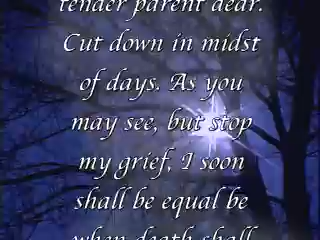 tender parent dear.
Cut down in midst
of days. As you
may see, but stop
my grief, I soon
shall be equal be
when death shall